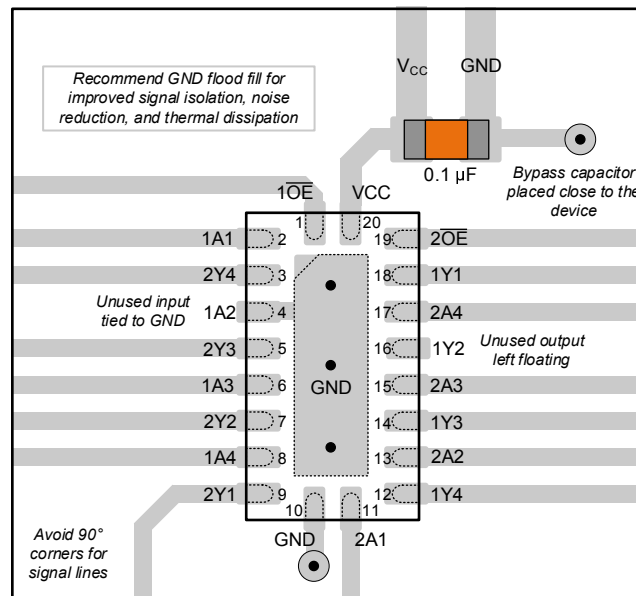 V_CC GND
Recommend GND flood fill for
improved signal isolation, noise
reduction, and thermal dissipation
0.1 µF
Bypass capacitor
placed close to the
device
1O̅E̅ VCC
1 20
1A1 2 19 2O̅E̅
2Y4 3 18 1Y1
Unused input
tied to GND
1A2 4 17 2A4
2Y3 5 16 1Y2
Unused output
left floating
1A3 6 GND 15 2A3
2Y2 7 14 1Y3
1A4 8 13 2A2
2Y1 9 12 1Y4
10 11
GND 2A1
Avoid 90°
corners for
signal lines